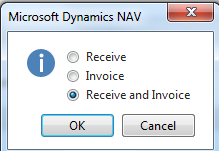 Microsoft Dynamics NAV
Receive
Invoice
Receive and Invoice
OK Cancel